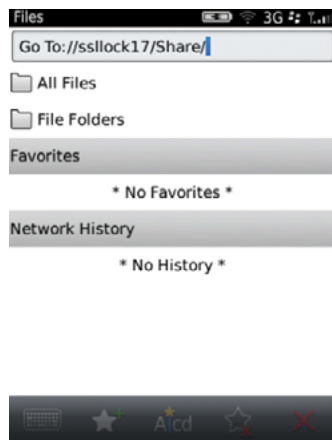 Files 3G
Go To://ssllock17/Share/
All Files
File Folders
Favorites
* No Favorites *
Network History
* No History *